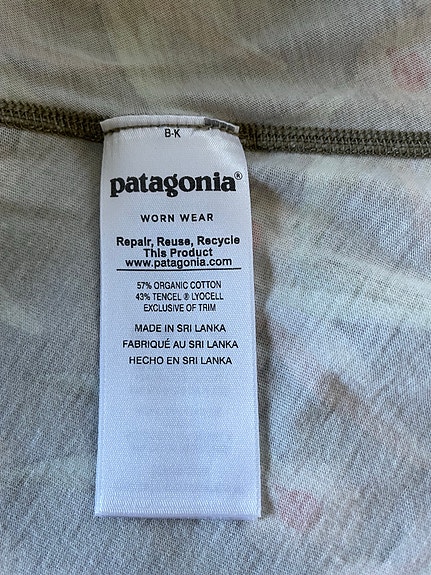 B-K
patagonia®
WORN WEAR
Repair, Reuse, Recycle
This Product
www.patagonia.com
57% ORGANIC COTTON
43% TENCEL ® LYOCELL
EXCLUSIVE OF TRIM
MADE IN SRI LANKA
FABRIQUÉ AU SRI LANKA
HECHO EN SRI LANKA